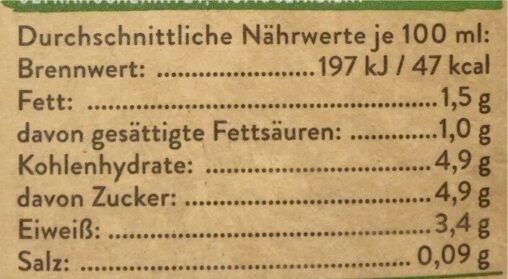 Durchschnittliche Nährwerte je 100 ml:
Brennwert: ........................197 kJ / 47 kcal
Fett: ......................................................1,5 g
davon gesättigte Fettsäuren: ..............1,0 g
Kohlenhydrate: .....................................4,9 g
davon Zucker: .......................................4,9 g
Eiweiß: ...................................................3,4 g
Salz: .................................................... 0,09 g